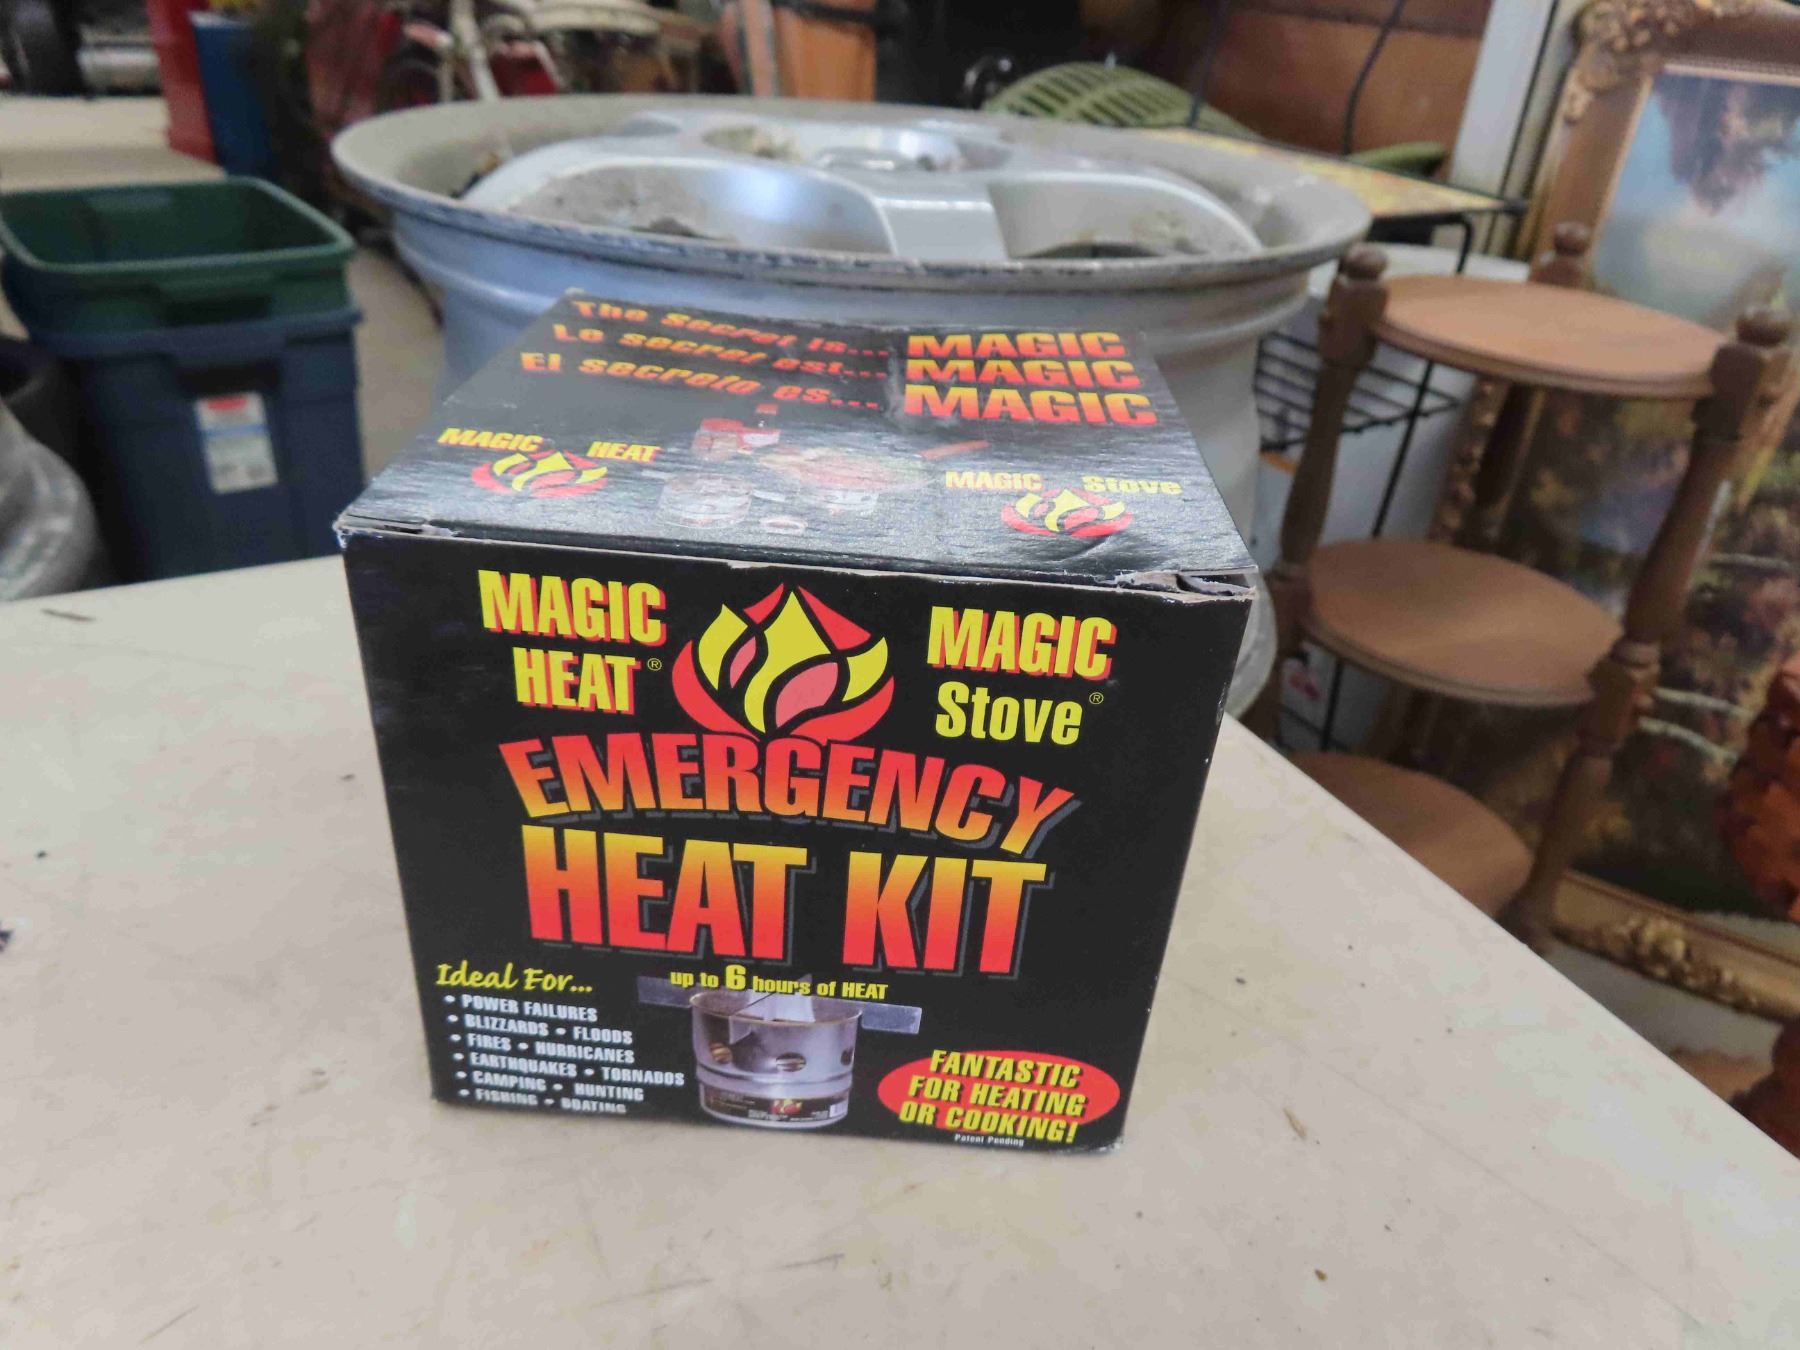 The Secret is... MAGIC
Le secret est... MAGIC
El secreto es... MAGIC
MAGIC HEAT
MAGIC Stove
MAGIC
HEAT®
MAGIC
Stove®
EMERGENCY
HEAT KIT
up to 6 hours of HEAT
Ideal For...
• POWER FAILURES
• BLIZZARDS • FLOODS
• FIRES • HURRICANES
• EARTHQUAKES • TORNADOS
• CAMPING • HUNTING
• FISHING • BOATING
FANTASTIC
FOR HEATING
OR COOKING!
Patent Pending